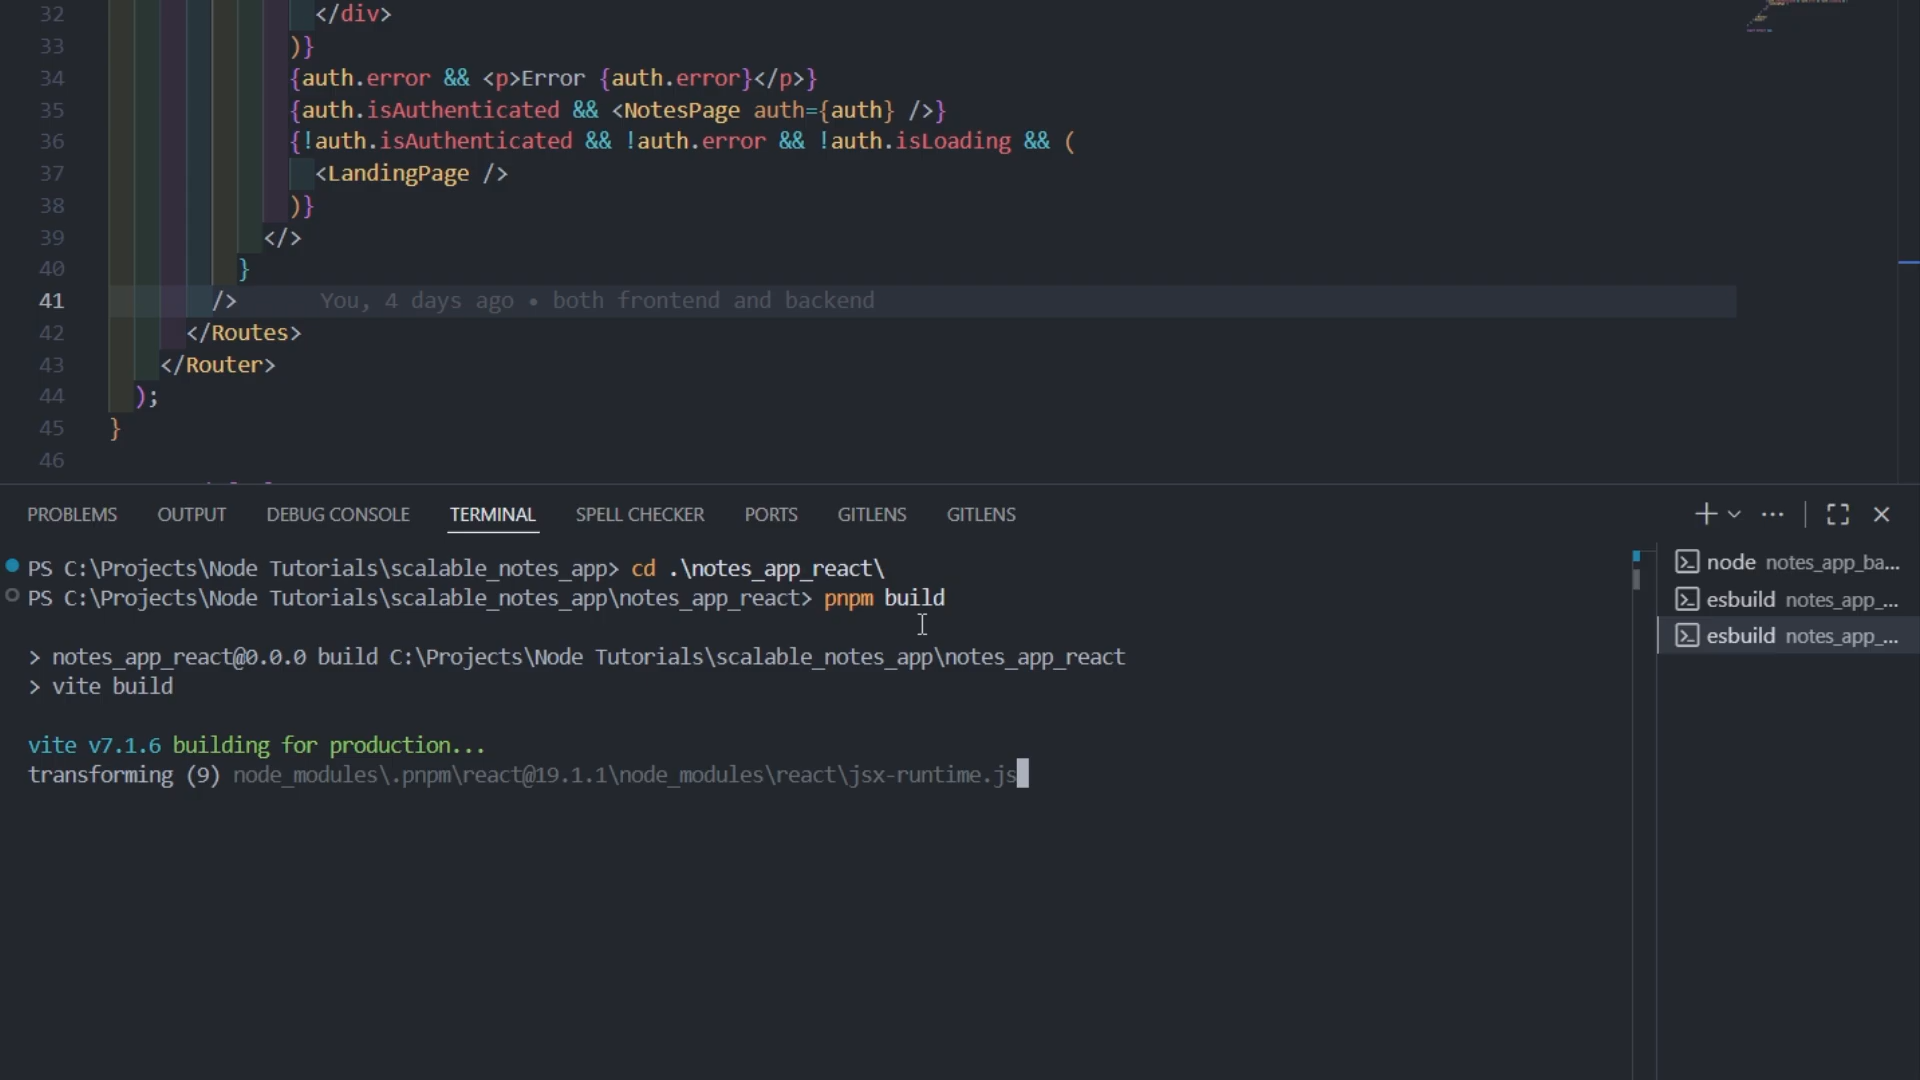 32 </div>
33 )}
34 {auth.error && <p>Error {auth.error}</p>}
35 {auth.isAuthenticated && <NotesPage auth={auth} />}
36 {!auth.isAuthenticated && !auth.error && !auth.isLoading && (
37 <LandingPage />
38 )}
39 </>
40 }
41 /> You, 4 days ago • both frontend and backend
42 </Routes>
43 </Router>
44 );
45 }
46
PROBLEMS OUTPUT DEBUG CONSOLE TERMINAL SPELL CHECKER PORTS GITLENS GITLENS
PS C:\Projects\Node Tutorials\scalable_notes_app> cd .\notes_app_react\
PS C:\Projects\Node Tutorials\scalable_notes_app\notes_app_react> pnpm build
> notes_app_react@0.0.0 build C:\Projects\Node Tutorials\scalable_notes_app\notes_app_react
> vite build
vite v7.1.6 building for production...
transforming (9) node_modules\.pnpm\react@19.1.1\node_modules\react\jsx-runtime.js
node notes_app_ba...
esbuild notes_app_...
esbuild notes_app_...